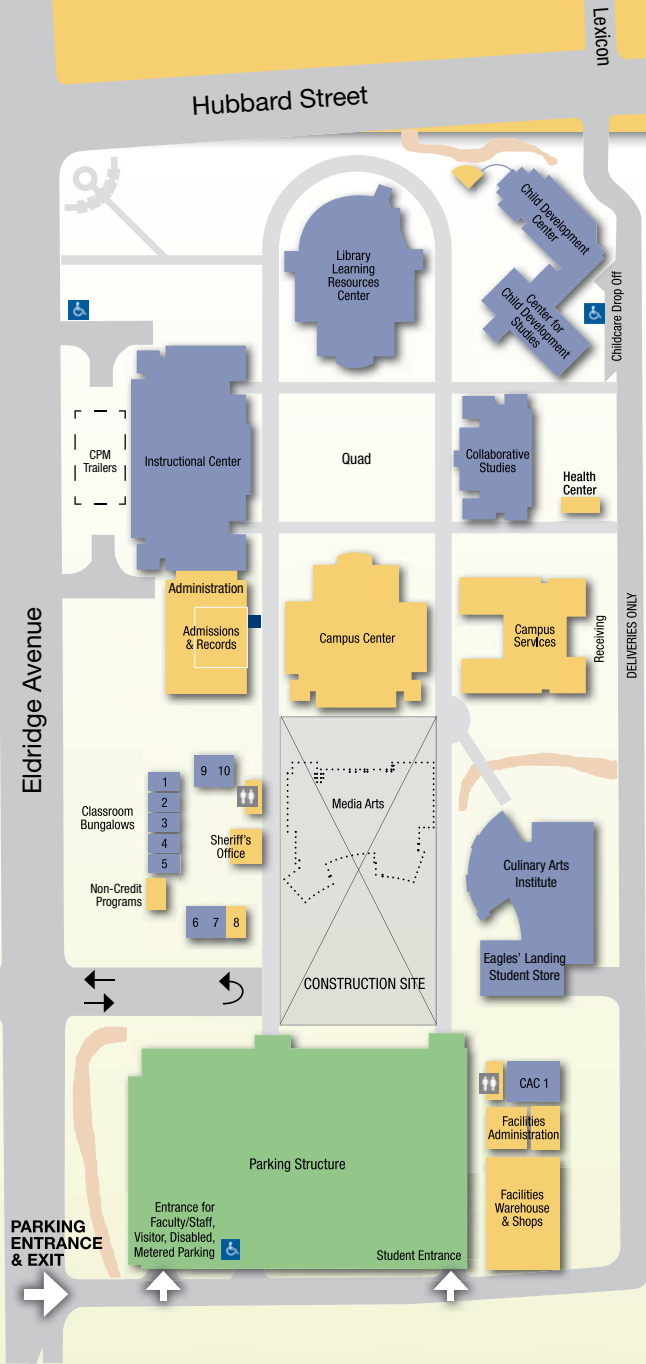 Lexicon
Hubbard Street
Child Development
Center
Library
Learning
Resources
Center
Center for
Child Development
Studies
Childcare Drop Off
CPM
Trailers
Instructional Center
Quad
Collaborative
Studies
Health
Center
Administration
Admissions
& Records
Campus Center
Campus
Services
Receiving
DELIVERIES ONLY
Eldridge Avenue
9 10
1
2
3
4
5
Classroom
Bungalows
Sheriff's
Office
Non-Credit
Programs
6 7 8
Media Arts
CONSTRUCTION SITE
Culinary Arts
Institute
Eagles' Landing
Student Store
CAC 1
Facilities
Administration
Parking Structure
Facilities
Warehouse
& Shops
Entrance for
Faculty/Staff,
Visitor, Disabled,
Metered Parking
Student Entrance
PARKING
ENTRANCE
& EXIT